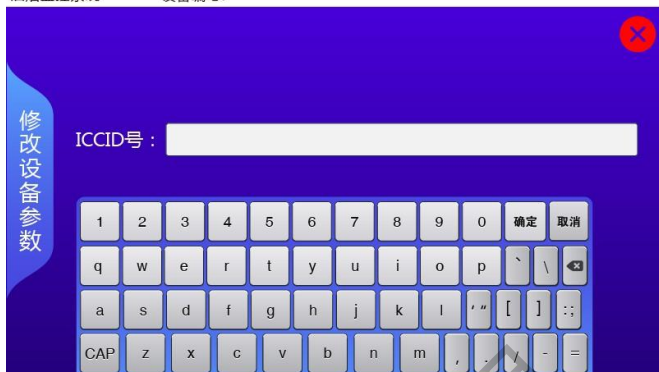 修改设备参数
ICCID号：
1 2 3 4 5 6 7 8 9 0 确定 取消
q w e r t y u i o p ` \
a s d f g h j k l ' " [ ] : ;
CAP z x c v b n m , . / - =